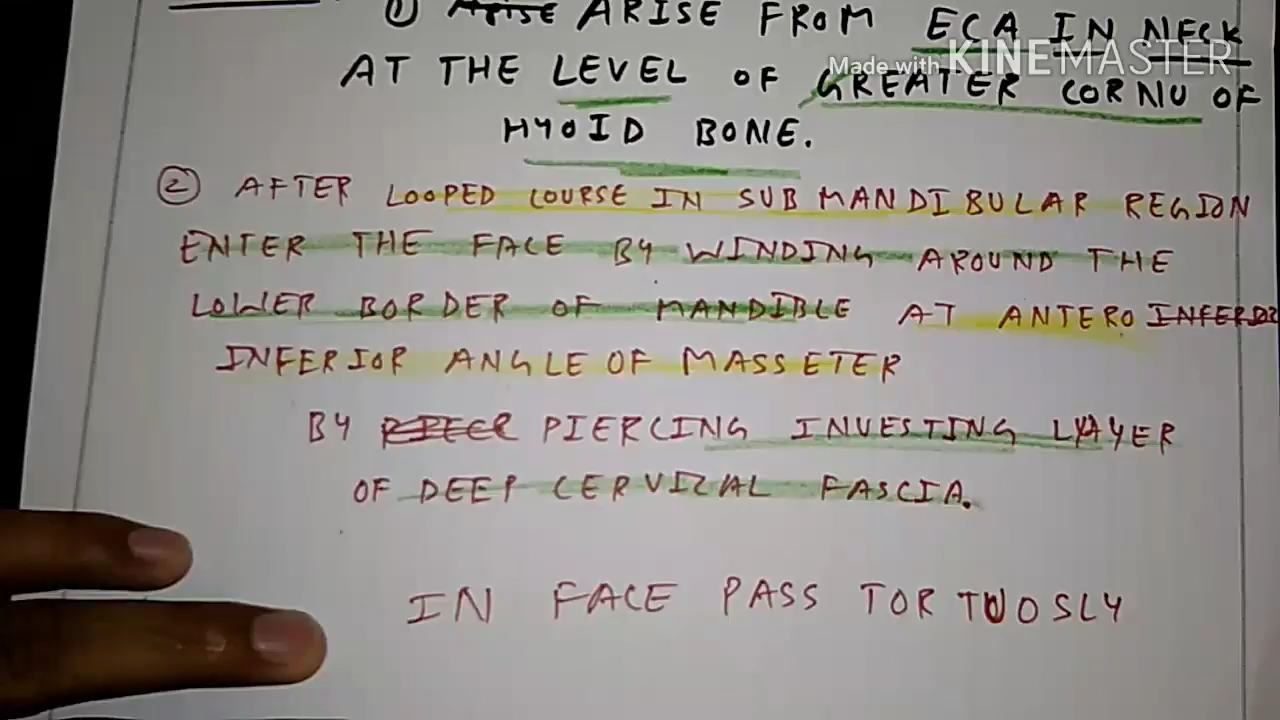 ① ARISE FROM ECA IN NECK
Made with KINEMASTER
AT THE LEVEL OF GREATER CORNU OF
HYOID BONE.
② AFTER LOOPED COURSE IN SUBMANDIBULAR REGION
ENTER THE FACE BY WINDING AROUND THE
LOWER BORDER OF MANDIBLE AT ANTERO
INFERIOR ANGLE OF MASSETER
BY PIERCING INVESTING LAYER
OF DEEP CERVICAL FASCIA.
IN FACE PASS TORTUOSLY